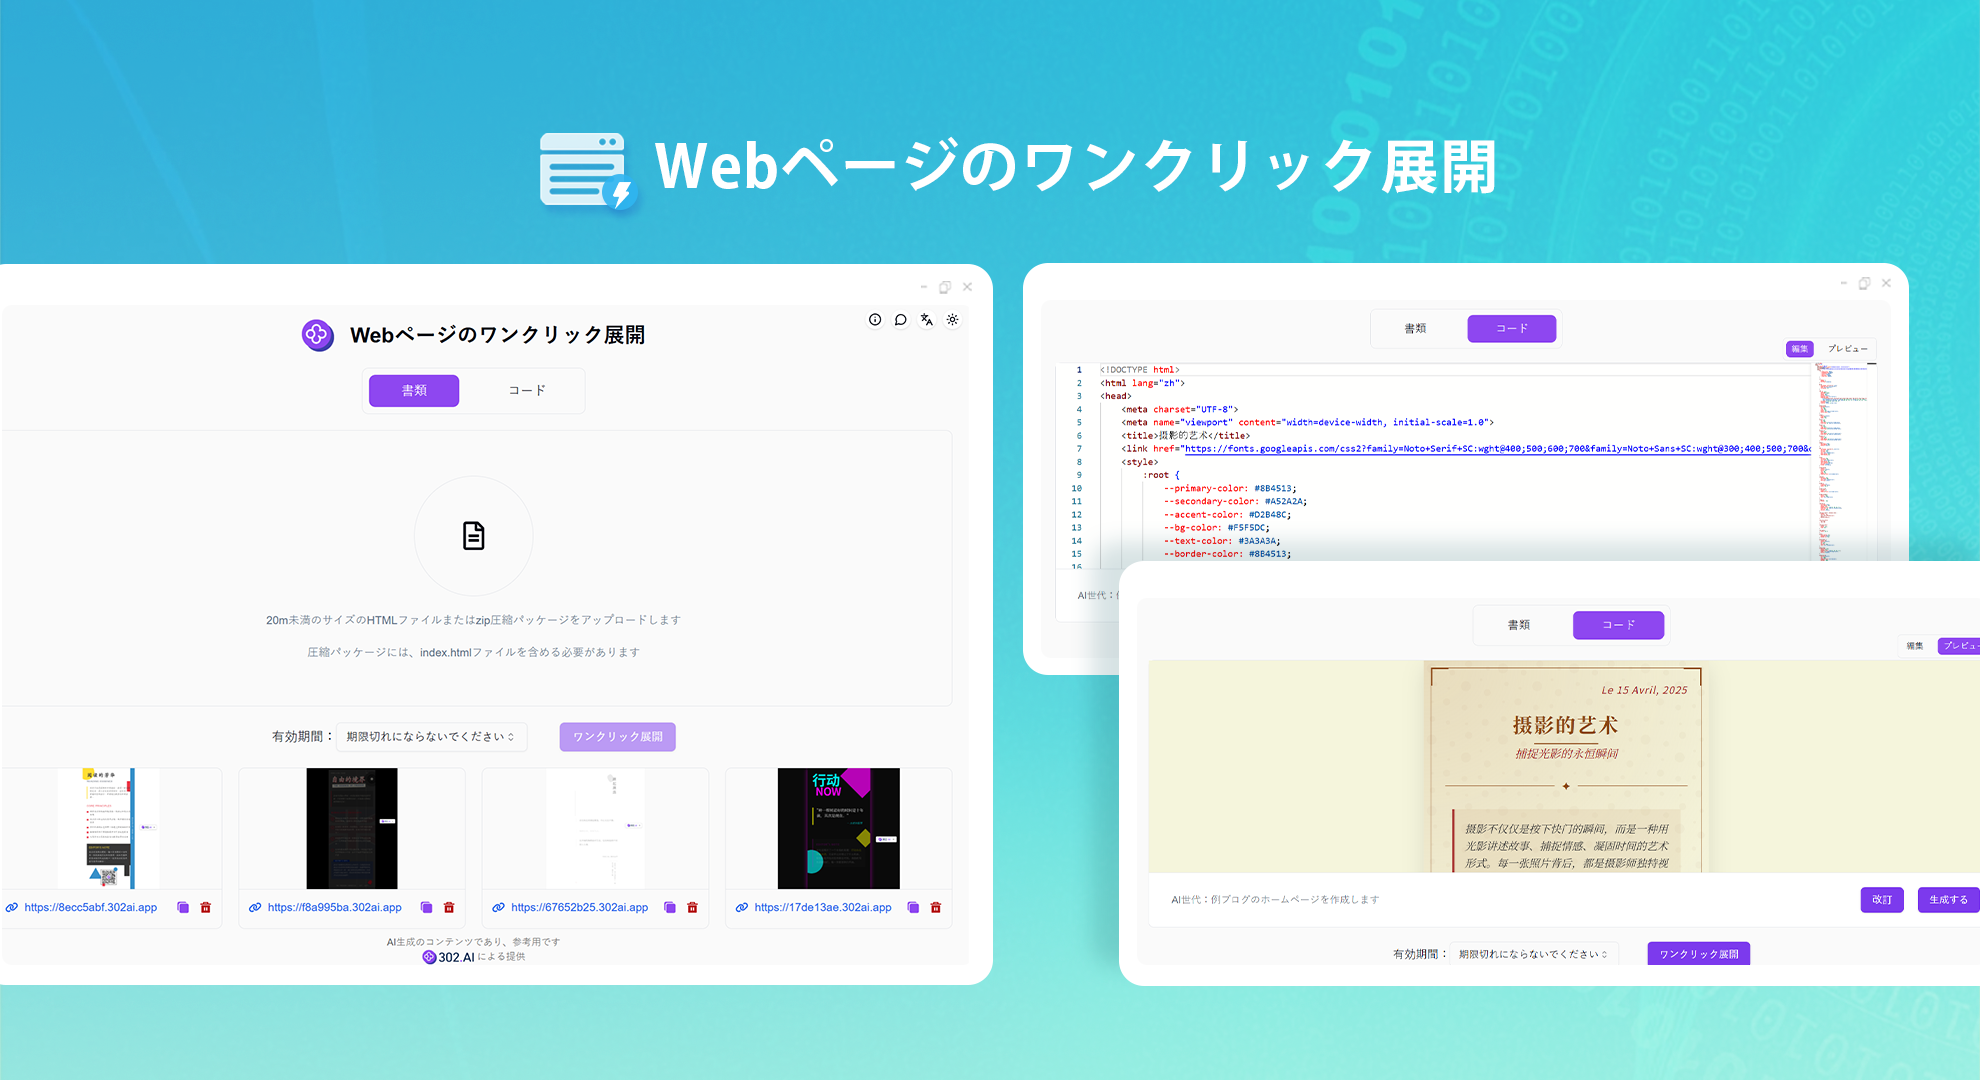 Webページのワンクリック展開
Webページのワンクリック展開
書類
コード
20m未満のサイズのHTMLファイルまたはzip圧縮パッケージをアップロードします
圧縮パッケージには、index.htmlファイルを含める必要があります
有効期間：
期限切れにならないでください
ワンクリック展開
自由的境界
行动
NOW
https://8ecc5abf.302ai.app
https://f8a995ba.302ai.app
https://67652b25.302ai.app
https://17de13ae.302ai.app
AI生成のコンテンツであり、参考用です
302.AI による提供
書類
コード
編集
プレビュー
1 <!DOCTYPE html>
2 <html lang="zh">
3 <head>
4 <meta charset="UTF-8">
5 <meta name="viewport" content="width=device-width, initial-scale=1.0">
6 <title>摄影的艺术</title>
7 <link href="https://fonts.googleapis.com/css2?family=Noto+Serif+SC:wght@400;500;600;700&family=Noto+Sans+SC:wght@300;400;500;700&
8 <style>
9 :root {
10 --primary-color: #8B4513;
11 --secondary-color: #A52A2A;
12 --accent-color: #D2B48C;
13 --bg-color: #F5F5DC;
14 --text-color: #3A3A3A;
15 --border-color: #8B4513;
16
AI世代：
書類
コード
編集
プレビュー
Le 15 Avril, 2025
摄影的艺术
捕捉光影的永恒瞬间
摄影不仅仅是按下快门的瞬间，而是一种用
光影讲述故事、捕捉情感、凝固时间的艺术
形式。每一张照片背后，都是摄影师独特视
AI世代：例ブログのホームページを作成します
改訂
生成する
有効期間：
期限切れにならないでください
ワンクリック展開